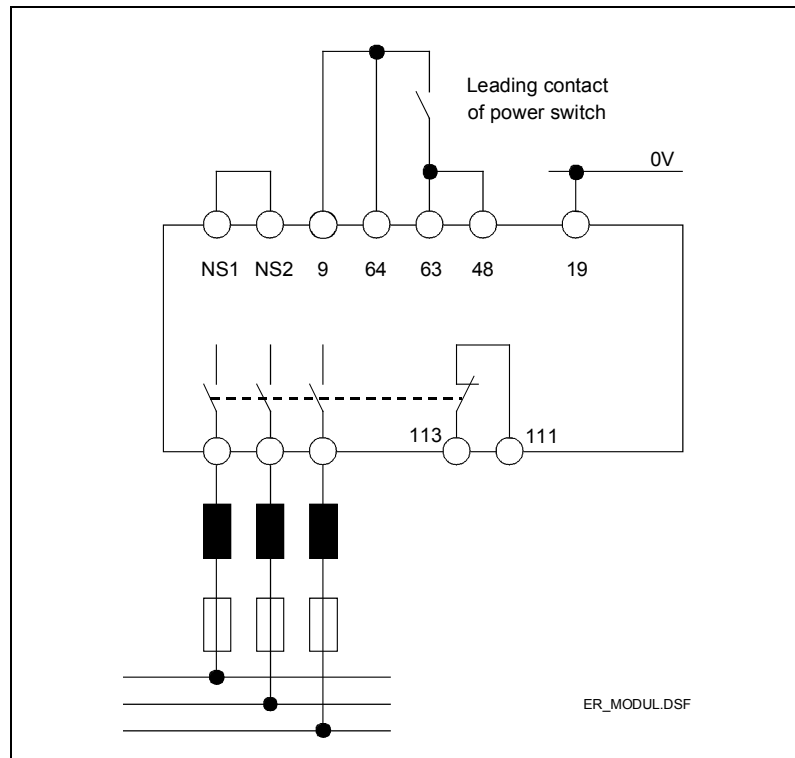 Leading contact
of power switch
0V
NS1 NS2 9 64 63 48 19
113 111
ER_MODUL.DSF